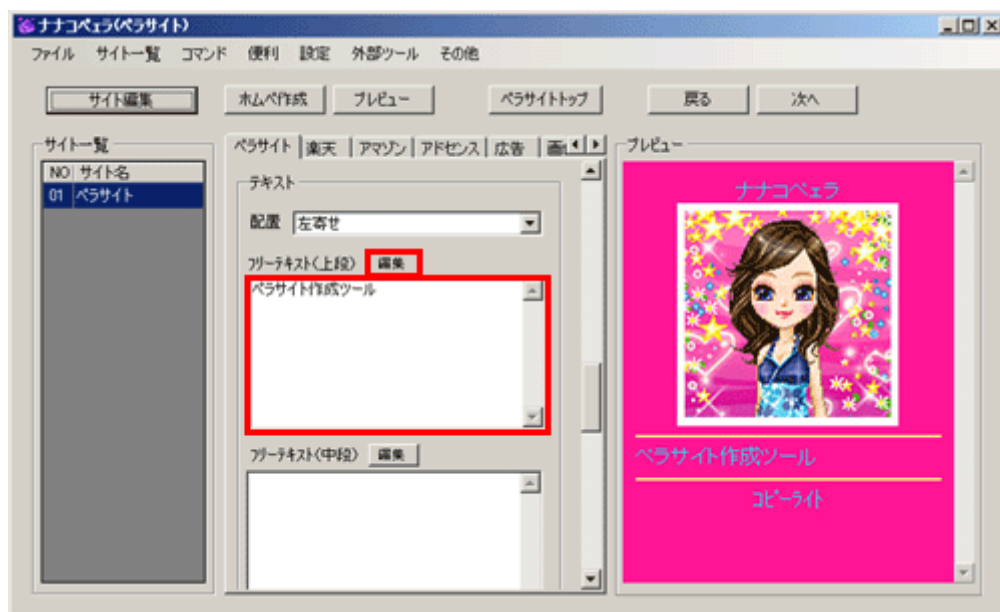 ナナコペェラ(ペラサイト)
ファイル サイト一覧 コマンド 便利 設定 外部ツール その他
サイト編集 ホムペ作成 プレビュー ペラサイトトップ 戻る 次へ
サイト一覧
NO サイト名
01 ペラサイト
ペラサイト 楽天 アマゾン アドセンス 広告
テキスト
配置 左寄せ
フリーテキスト(上段) 編集
ペラサイト作成ツール
フリーテキスト(中段) 編集
プレビュー
ナナコペェラ
ペラサイト作成ツール
コピーライト